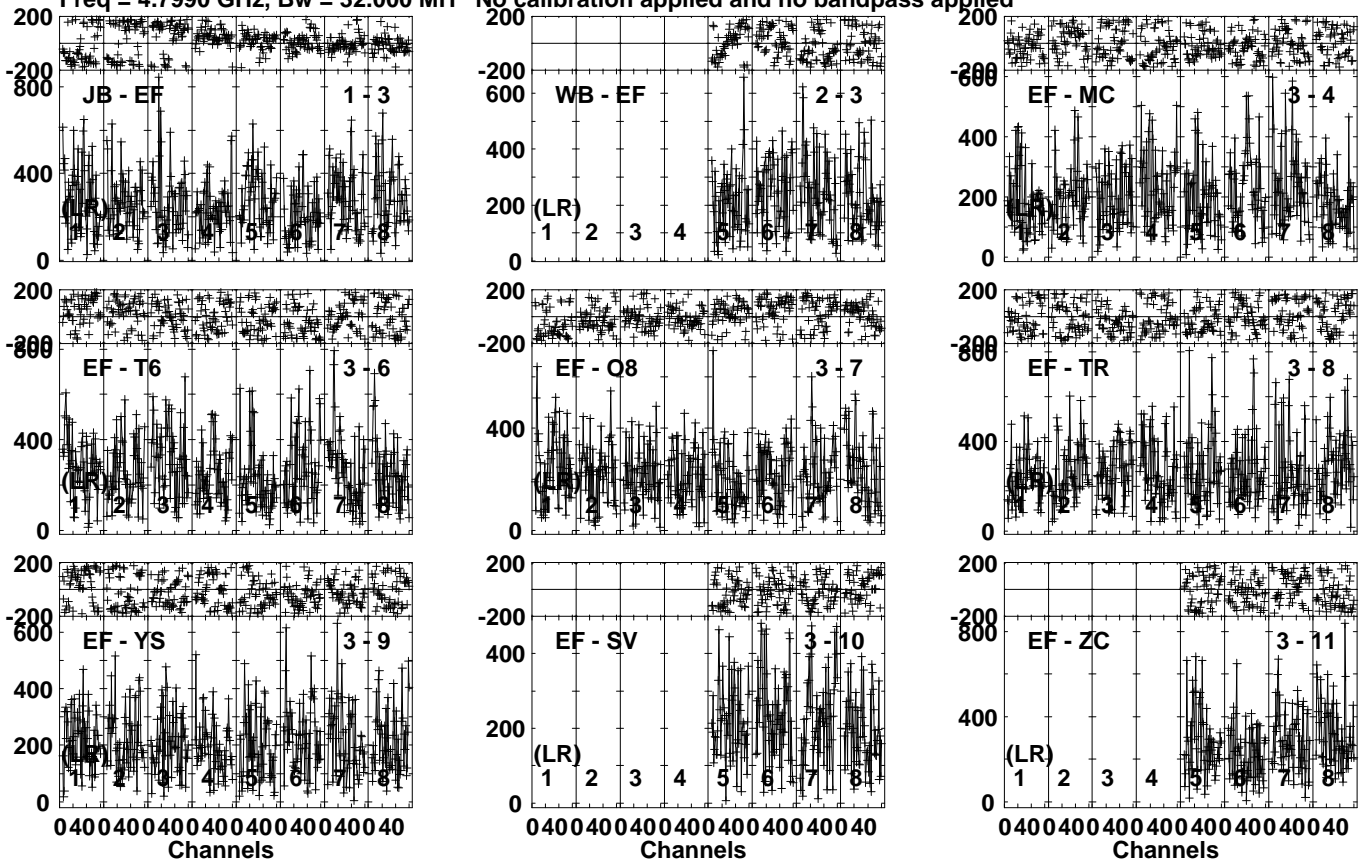 Freq = 4.7990 GHz, Bw = 32.000 MH No calibration applied and no bandpass applied
200 200 200
-200 -200 -200
800 JB - EF 1 - 3 600 WB - EF 2 - 3 600 EF - MC 3 - 4
400 400 400
200 200
(LR) (LR) (LR)
1 2 3 4 5 6 7 8 1 2 3 4 5 6 7 8 1 2 3 4 5 6 7 8
0 0 0
200 200 200
-200 -200 -200
800 EF - T6 3 - 6 EF - Q8 3 - 7 800 EF - TR 3 - 8
400 400 400
(LR) (LR) (LR)
1 2 3 4 5 6 7 8 1 2 3 4 5 6 7 8 1 2 3 4 5 6 7 8
0 0 0
200 200 200
-200 -200 -200
600 EF - YS 3 - 9 EF - SV 3 - 10 800 EF - ZC 3 - 11
400 400 400
200 200
(LR) (LR) (LR)
1 2 3 4 5 6 7 8 1 2 3 4 5 6 7 8 1 2 3 4 5 6 7 8
0 0 0
0 40 0 40 0 40 0 40 0 40 0 40 0 40 0 40 0 40 0 40 0 40 0 40 0 40 0 40 0 40 0 40 0 40 0 40 0 40 0 40 0 40 0 40 0 40 0 40
Channels Channels Channels